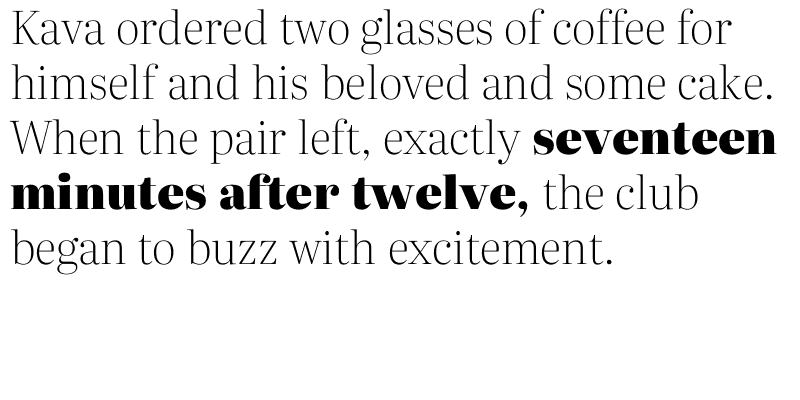 Kava ordered two glasses of coffee for
himself and his beloved and some cake.
When the pair left, exactly seventeen
minutes after twelve, the club
began to buzz with excitement.